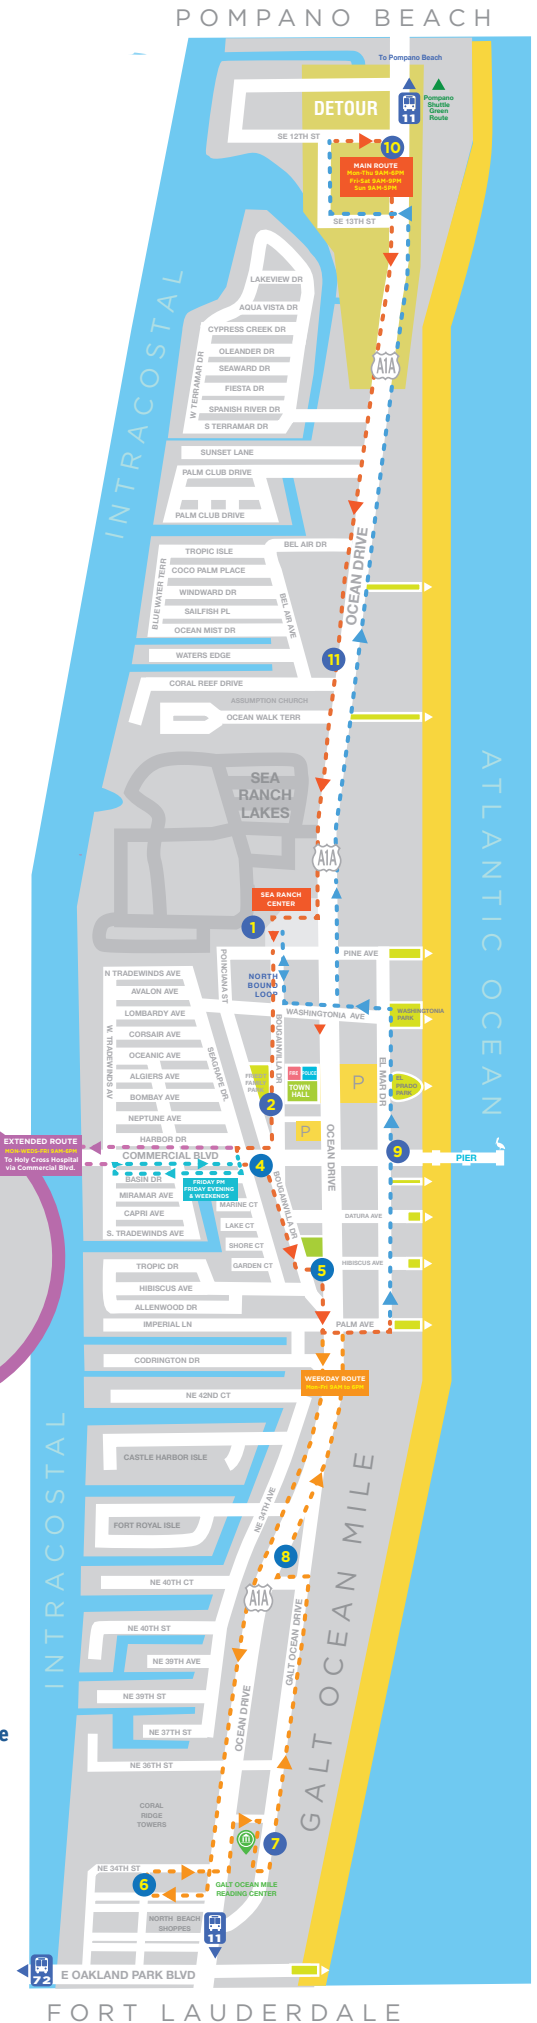 POMPANO BEACH
To Pompano Beach
DETOUR
11
Pompano
Shuttle
Green
Route
SE 12TH ST
10
MAIN ROUTE
Mon-Thu 9AM-6PM
Fri-Sat 9AM-9PM
Sun 9AM-5PM
SE 13TH ST
INTRACOSTAL
LAKEVIEW DR
AQUA VISTA DR
CYPRESS CREEK DR
OLEANDER DR
SEAWARD DR
W TERRAMAR DR
FIESTA DR
SPANISH RIVER DR
S TERRAMAR DR
A1A
SUNSET LANE
PALM CLUB DRIVE
PALM CLUB DRIVE
OCEAN DRIVE
BEL AIR DR
TROPIC ISLE
COCO PALM PLACE
BLUEWATER TERR
WINDWARD DR
BEL AIR AVE
SAILFISH PL
OCEAN MIST DR
WATERS EDGE
11
CORAL REEF DRIVE
ASSUMPTION CHURCH
OCEAN WALK TERR
SEA
RANCH
LAKES
ATLANTIC OCEAN
A1A
SEA RANCH
CENTER
1
PINE AVE
POINCIANA ST
N TRADEWINDS AVE
NORTH
BOUND
LOOP
AVALON AVE
LOMBARDY AVE
WASHINGTONIA AVE
WASHINGTONIA
PARK
W. TRADEWINDS AV
CORSAIR AVE
OCEANIC AVE
SEAGRAPE DR.
BOUGAINVILLA DR
EL MAR DR
ALGIERS AVE
FRIEDT
FAMILY
PARK
FIRE
POLICE
TOWN
HALL
P
EL
PRADO
PARK
BOMBAY AVE
2
NEPTUNE AVE
P
OCEAN DRIVE
HARBOR DR
EXTENDED ROUTE
MON-WEDS-FRI 9AM-5PM
To Holy Cross Hospital
via Commercial Blvd.
COMMERCIAL BLVD
4
9
PIER
BASIN DR
FRIDAY PM
FRIDAY EVENING
& WEEKENDS
MIRAMAR AVE
CAPRI AVE
S. TRADEWINDS AVE
MARINE CT
LAKE CT
SHORE CT
GARDEN CT
BOUGAINVILLA DR
DATURA AVE
HIBISCUS AVE
TROPIC DR
5
HIBISCUS AVE
ALLENWOOD DR
IMPERIAL LN
PALM AVE
CODRINGTON DR
WEEKDAY ROUTE
Mon-Fri 9AM to 5PM
NE 42ND CT
INTRACOSTAL
CASTLE HARBOR ISLE
GALT OCEAN MILE
NE 34TH AVE
FORT ROYAL ISLE
8
NE 40TH CT
A1A
GALT OCEAN DRIVE
NE 40TH ST
NE 39TH AVE
OCEAN DRIVE
NE 39TH ST
NE 37TH ST
e
NE 36TH ST
CORAL
RIDGE
TOWERS
7
NE 34TH ST
6
GALT OCEAN MILE
READING CENTER
NORTH BEACH
SHOPPES
11
72
E OAKLAND PARK BLVD
FORT LAUDERDALE